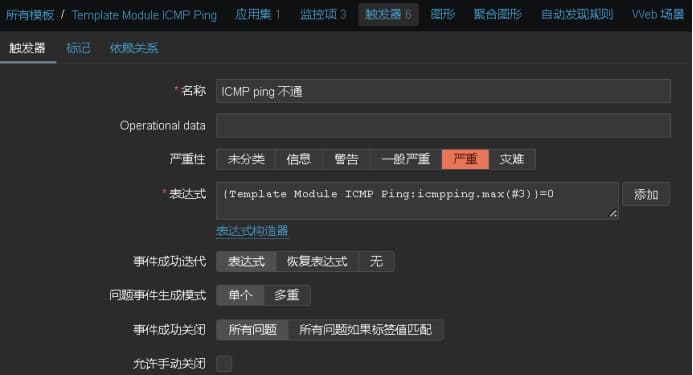 所有模板 / Template Module ICMP Ping 应用集 1 监控项 3 触发器 6 图形 聚合图形 自动发现规则 Web 场景
触发器 标记 依赖关系
* 名称 ICMP ping 不通
Operational data
严重性 未分类 信息 警告 一般严重 严重 灾难
* 表达式 {Template Module ICMP Ping:icmpping.max(#3)}=0 添加
表达式构造器
事件成功迭代 表达式 恢复表达式 无
问题事件生成模式 单个 多重
事件成功关闭 所有问题 所有问题如果标签值匹配
允许手动关闭